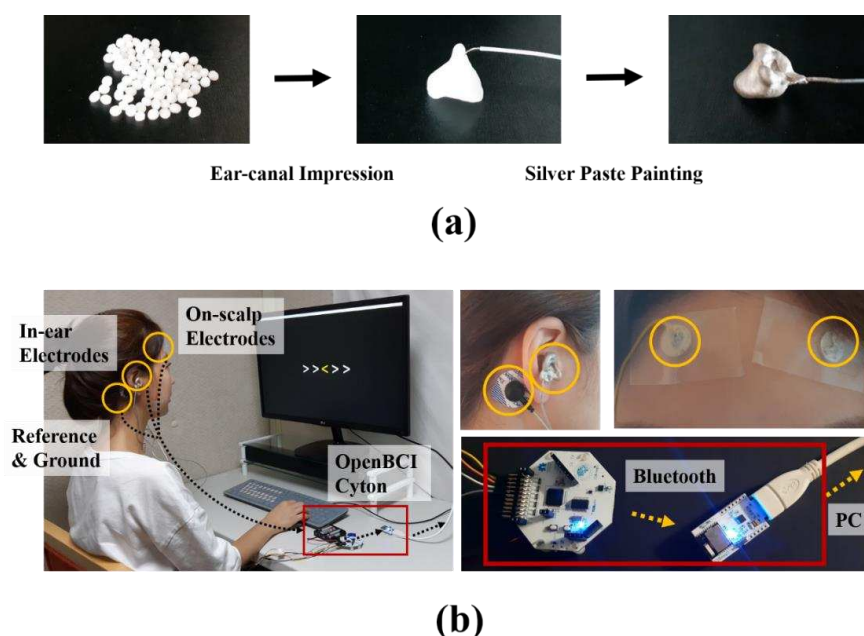 Ear-canal Impression
Silver Paste Painting
(a)
On-scalp
Electrodes
In-ear
Electrodes
> > < > >
Reference
& Ground
OpenBCI
Cyton
Bluetooth
PC
(b)